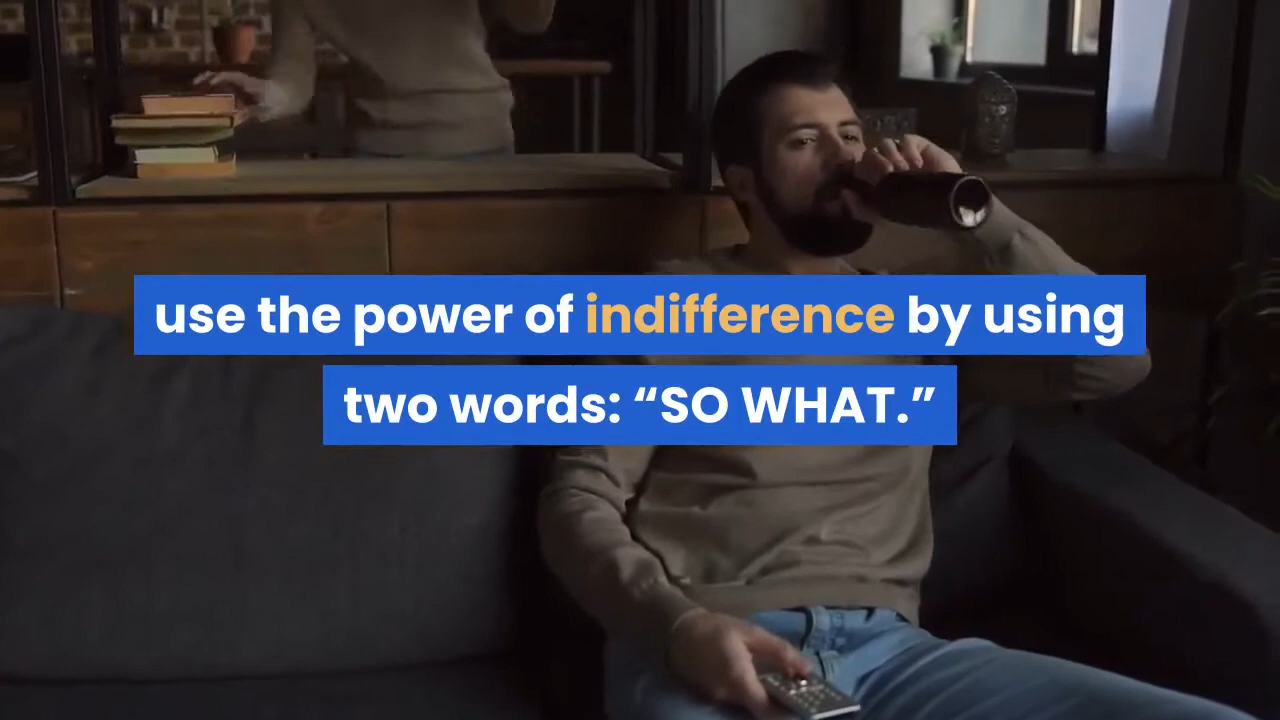 use the power of indifference by using
two words: “SO WHAT.”